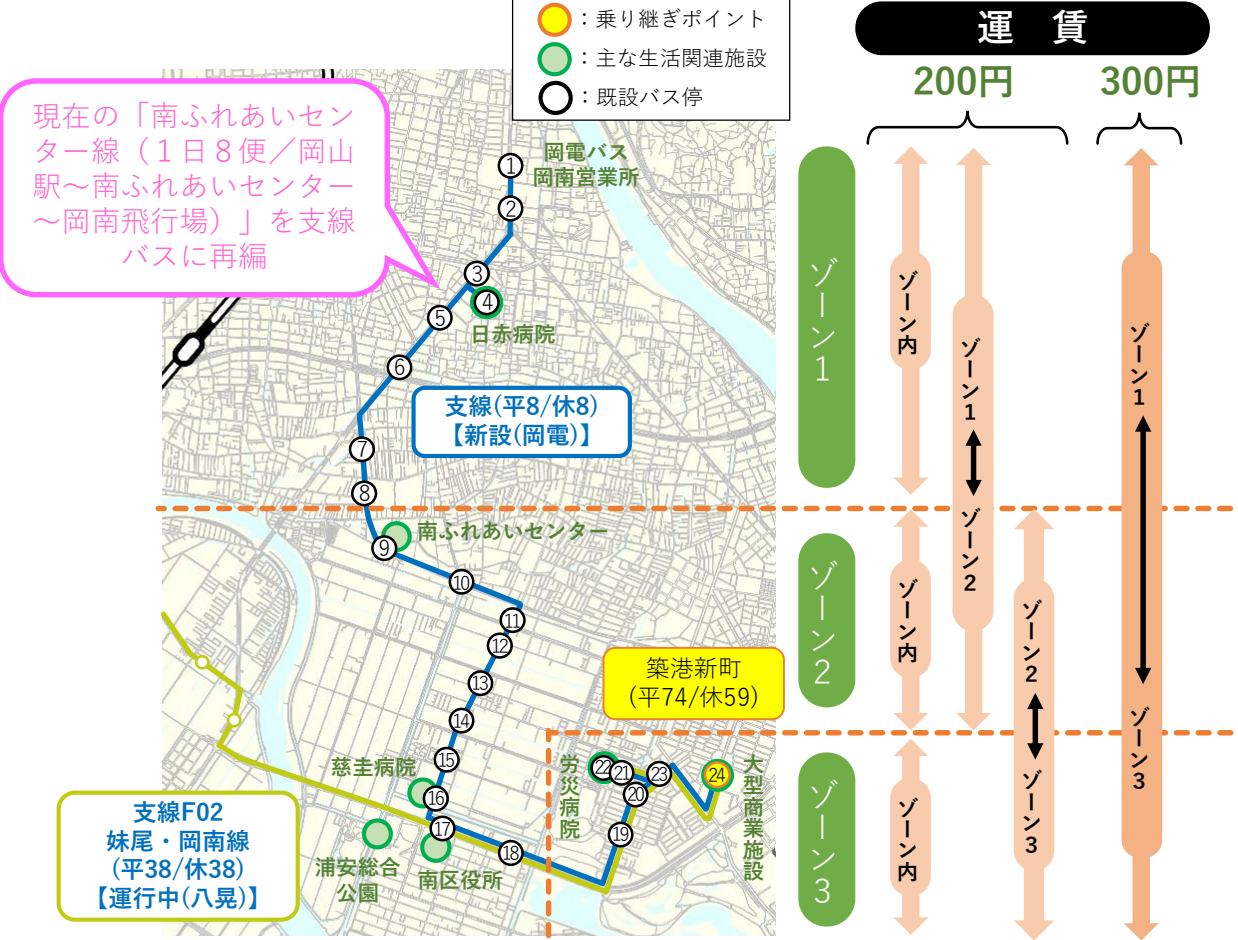 ：乗り継ぎポイント
：主な生活関連施設
：既設バス停
運　賃
200円
300円
現在の「南ふれあいセン
ター線（１日８便／岡山
駅～南ふれあいセンター
～岡南飛行場）」を支線
バスに再編
岡電バス
岡南営業所
①
②
③
④
⑤
日赤病院
⑥
支線(平8/休8)
【新設(岡電)】
⑦
⑧
南ふれあいセンター
⑨
⑩
⑪
⑫
⑬
⑭
⑮
⑯
⑰
⑱
⑲
⑳
㉑
㉒
㉓
㉔
築港新町
(平74/休59)
労災病院
大型商業施設
慈圭病院
浦安総合
公園
南区役所
支線F02
妹尾・岡南線
(平38/休38)
【運行中(八晃)】
ゾーン1
ゾーン2
ゾーン3
ゾーン内
ゾーン内
ゾーン内
ゾーン1
ゾーン2
ゾーン2
ゾーン3
ゾーン1
ゾーン3